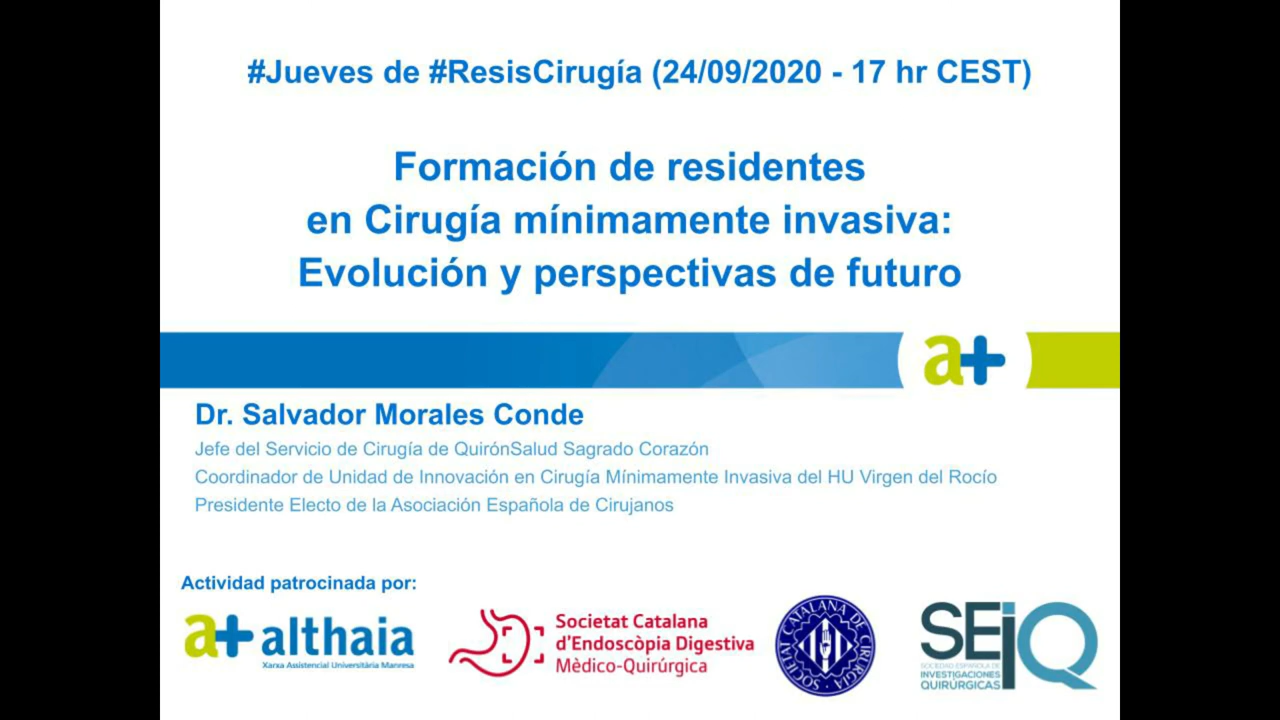 #Jueves de #ResisCirugía (24/09/2020 - 17 hr CEST)
Formación de residentes
en Cirugía mínimamente invasiva:
Evolución y perspectivas de futuro
a+
Dr. Salvador Morales Conde
Jefe del Servicio de Cirugía de QuirónSalud Sagrado Corazón
Coordinador de Unidad de Innovación en Cirugía Mínimamente Invasiva del HU Virgen del Rocío
Presidente Electo de la Asociación Española de Cirujanos
Actividad patrocinada por:
a+ althaia
Xarxa Assistencial Universitària Manresa
Societat Catalana
d'Endoscòpia Digestiva
Mèdico-Quirúrgica
SOCIETAT CATALANA DE CIRURGIA
SEIQ
SOCIEDAD ESPAÑOLA DE
INVESTIGACIONES
QUIRÚRGICAS